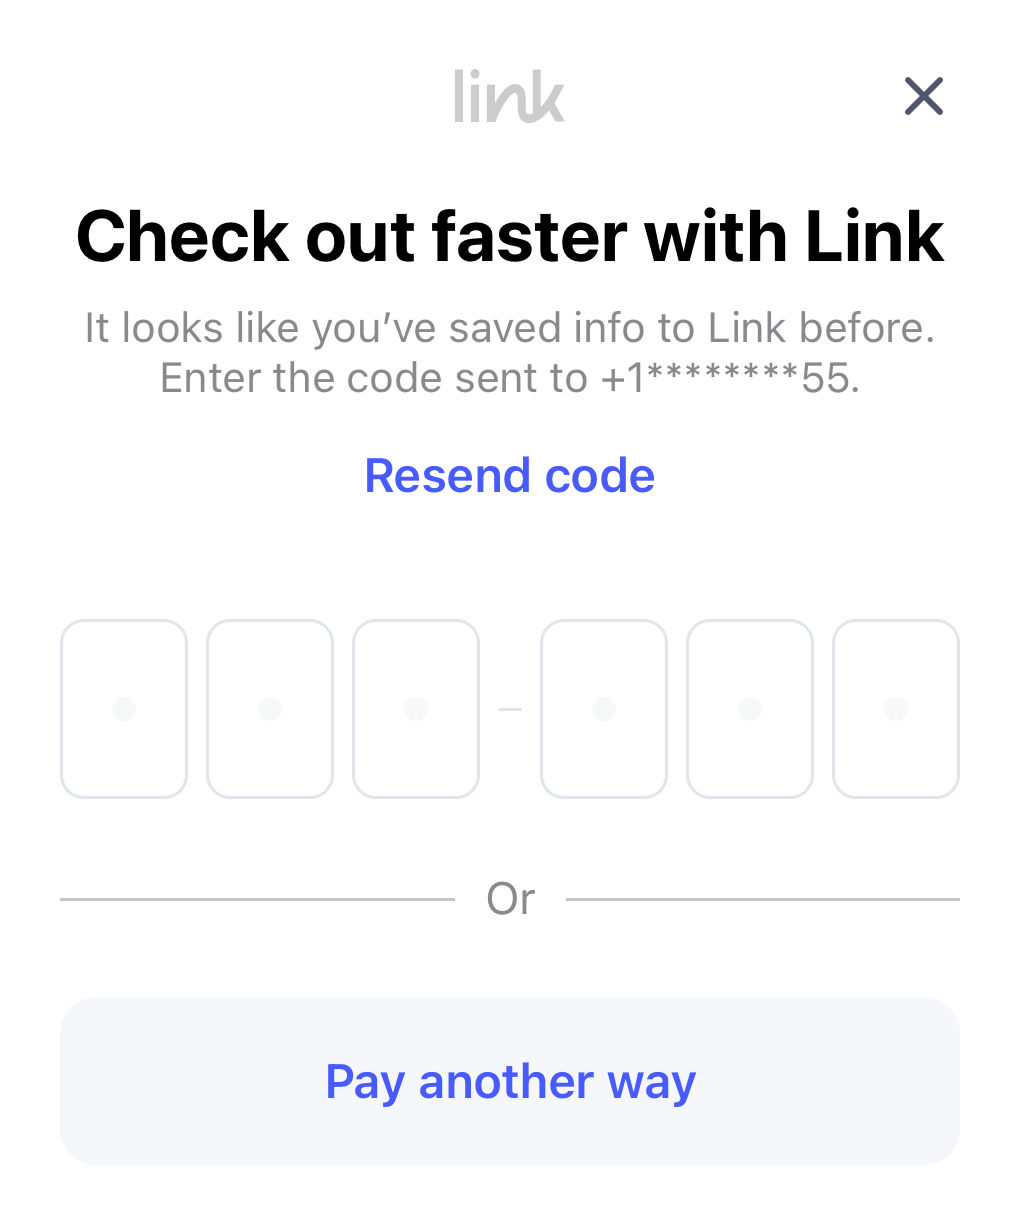 link
Check out faster with Link
It looks like you’ve saved info to Link before.
Enter the code sent to +1********55.
Resend code
–
Or
Pay another way